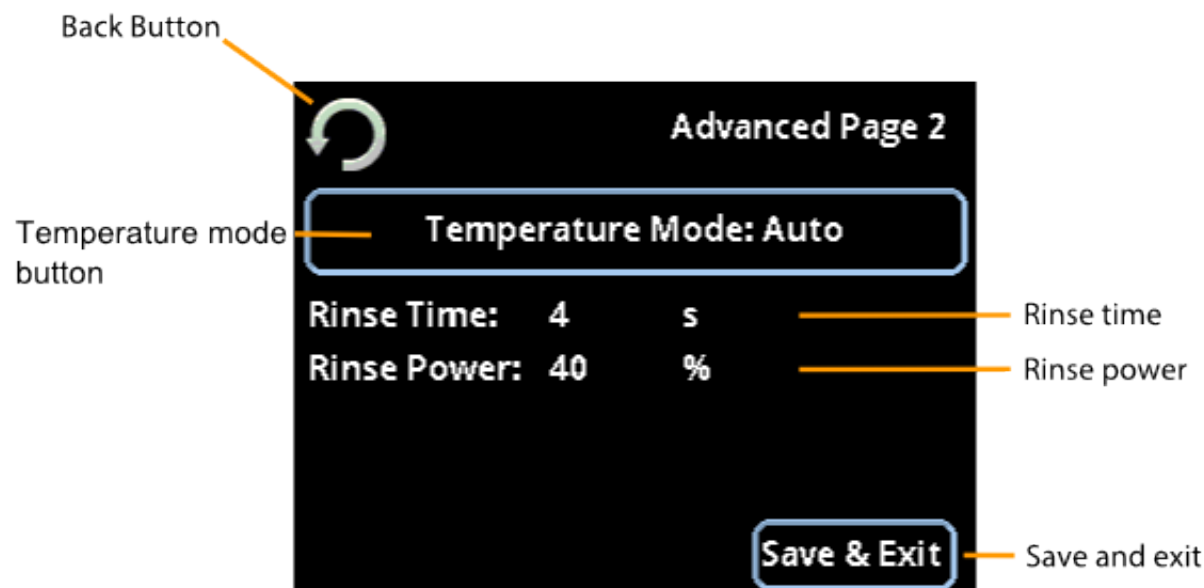 Back Button
Advanced Page 2
Temperature mode
button
Temperature Mode: Auto
Rinse Time: 4 s
Rinse time
Rinse Power: 40 %
Rinse power
Save & Exit
Save and exit